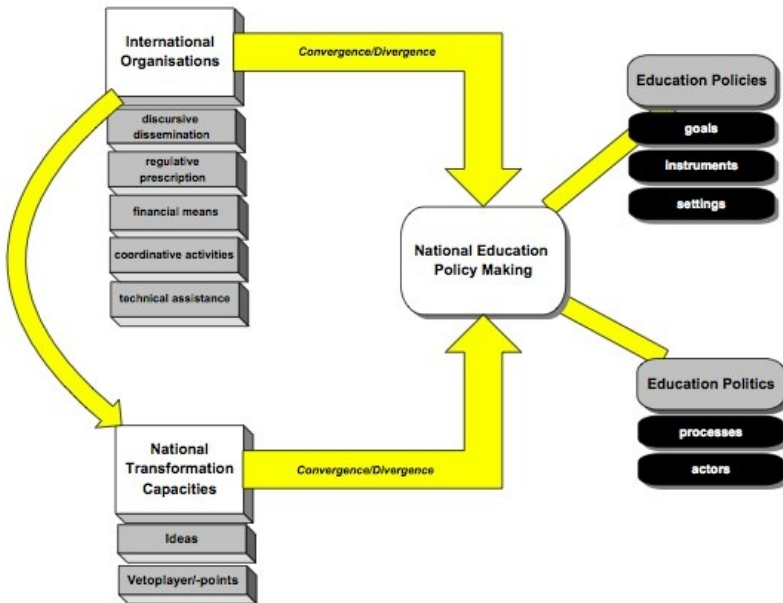 International
Organisations
discursive
dissemination
regulative
prescription
financial means
coordinative activities
technical assistance
Convergence/Divergence
National Education
Policy Making
Education Policies
goals
instruments
settings
Education Politics
processes
actors
National
Transformation
Capacities
Ideas
Vetoplayer/-points
Convergence/Divergence